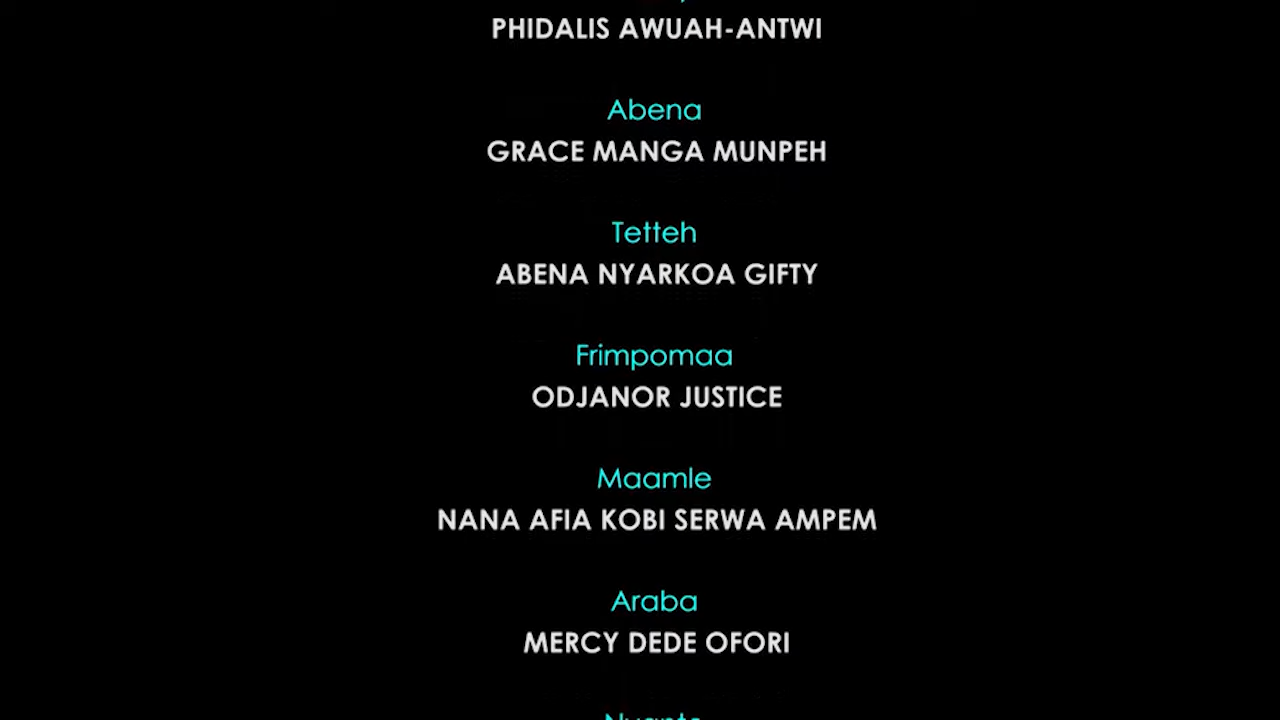 PHIDALIS AWUAH-ANTWI
Abena
GRACE MANGA MUNPEH
Tetteh
ABENA NYARKOA GIFTY
Frimpomaa
ODJANOR JUSTICE
Maamle
NANA AFIA KOBI SERWA AMPEM
Araba
MERCY DEDE OFORI